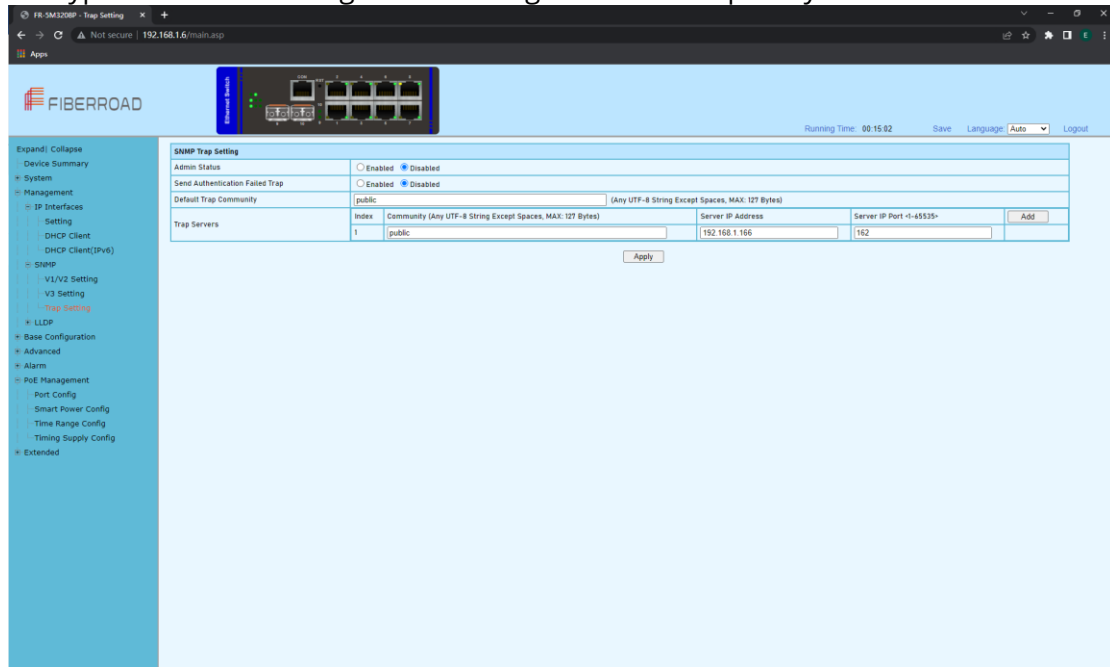 FR-5M3208P - Trap Setting
Not secure | 192.168.1.6/main.asp
E
Apps
FIBERROAD
Ethernet Switch
CON
Running Time: 00:15:02 Save Language: Auto Logout
Expand| Collapse
Device Summary
System
Management
IP Interfaces
Setting
DHCP Client
DHCP Client(IPv6)
SNMP
V1/V2 Setting
V3 Setting
Trap Setting
LLDP
Base Configuration
Advanced
Alarm
PoE Management
Port Config
Smart Power Config
Time Range Config
Timing Supply Config
Extended
SNMP Trap Setting
Admin Status Enabled Disabled
Send Authentication Failed Trap Enabled Disabled
Default Trap Community public (Any UTF-8 String Except Spaces, MAX: 127 Bytes)
Trap Servers
Index Community (Any UTF-8 String Except Spaces, MAX: 127 Bytes) Server IP Address Server IP Port <1-65535> Add
1 public 192.168.1.166 162
Apply